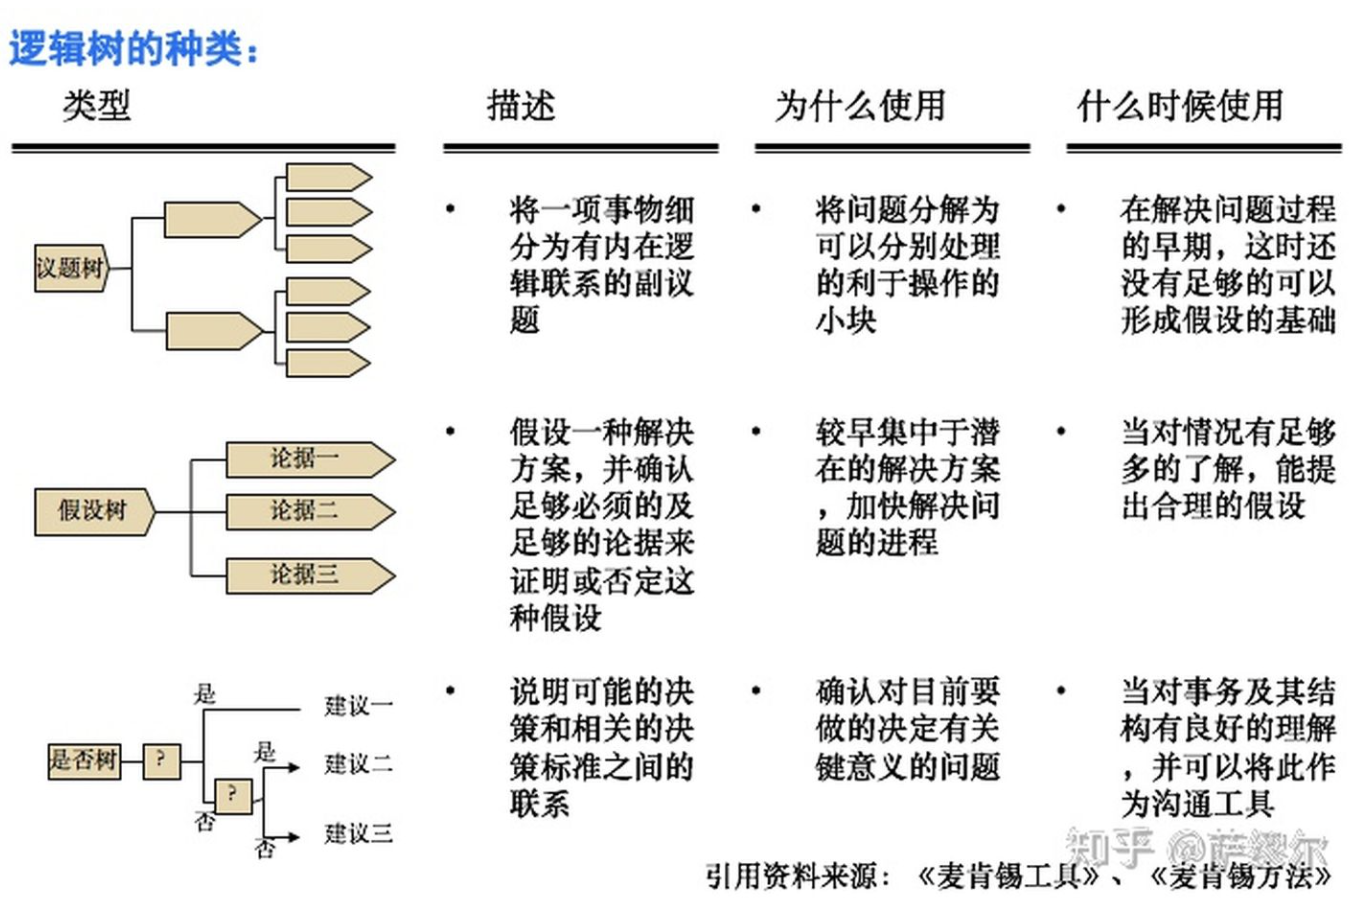 逻辑树的种类：
类型
描述
为什么使用
什么时候使用
议题树
• 将一项事物细
分为有内在逻
辑联系的副议
题
• 将问题分解为
可以分别处理
的利于操作的
小块
• 在解决问题过程
的早期，这时还
没有足够的可以
形成假设的基础
假设树
论据一
论据二
论据三
• 假设一种解决
方案，并确认
足够必须的及
足够的论据来
证明或否定这
种假设
• 较早集中于潜
在的解决方案
，加快解决问
题的进程
• 当对情况有足够
多的了解，能提
出合理的假设
是否树
?
是
否
?
是
否
建议一
建议二
建议三
• 说明可能的决
策和相关的决
策标准之间的
联系
• 确认对目前要
做的决定有关
键意义的问题
• 当对事务及其结
构有良好的理解
，并可以将此作
为沟通工具
知乎 @萨缪尔
引用资料来源：《麦肯锡工具》、《麦肯锡方法》